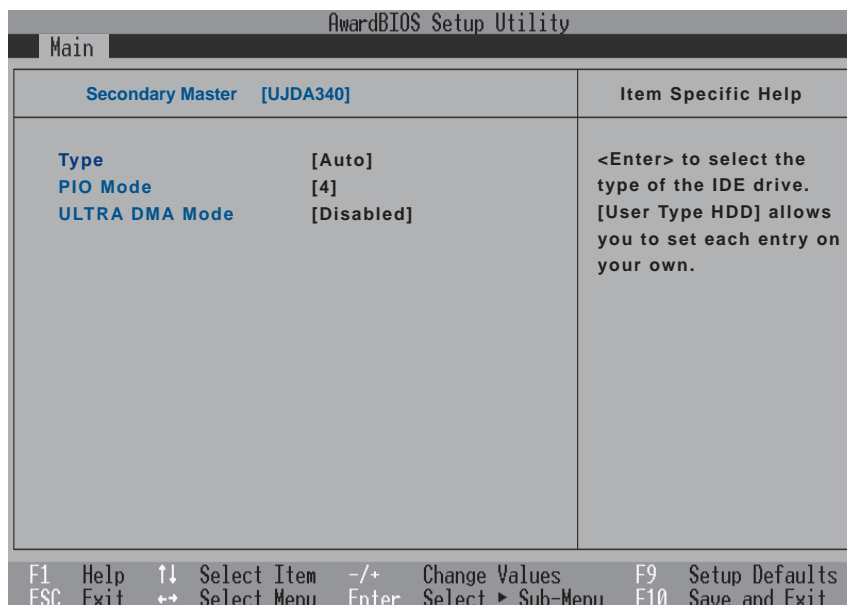 AwardBIOS Setup Utility
Main
Secondary Master [UJDA340]
Item Specific Help
Type [Auto]
PIO Mode [4]
ULTRA DMA Mode [Disabled]
<Enter> to select the
type of the IDE drive.
[User Type HDD] allows
you to set each entry on
your own.
F1 Help ↑↓ Select Item -/+ Change Values F9 Setup Defaults
ESC Exit ←→ Select Menu Enter Select ▶ Sub-Menu F10 Save and Exit